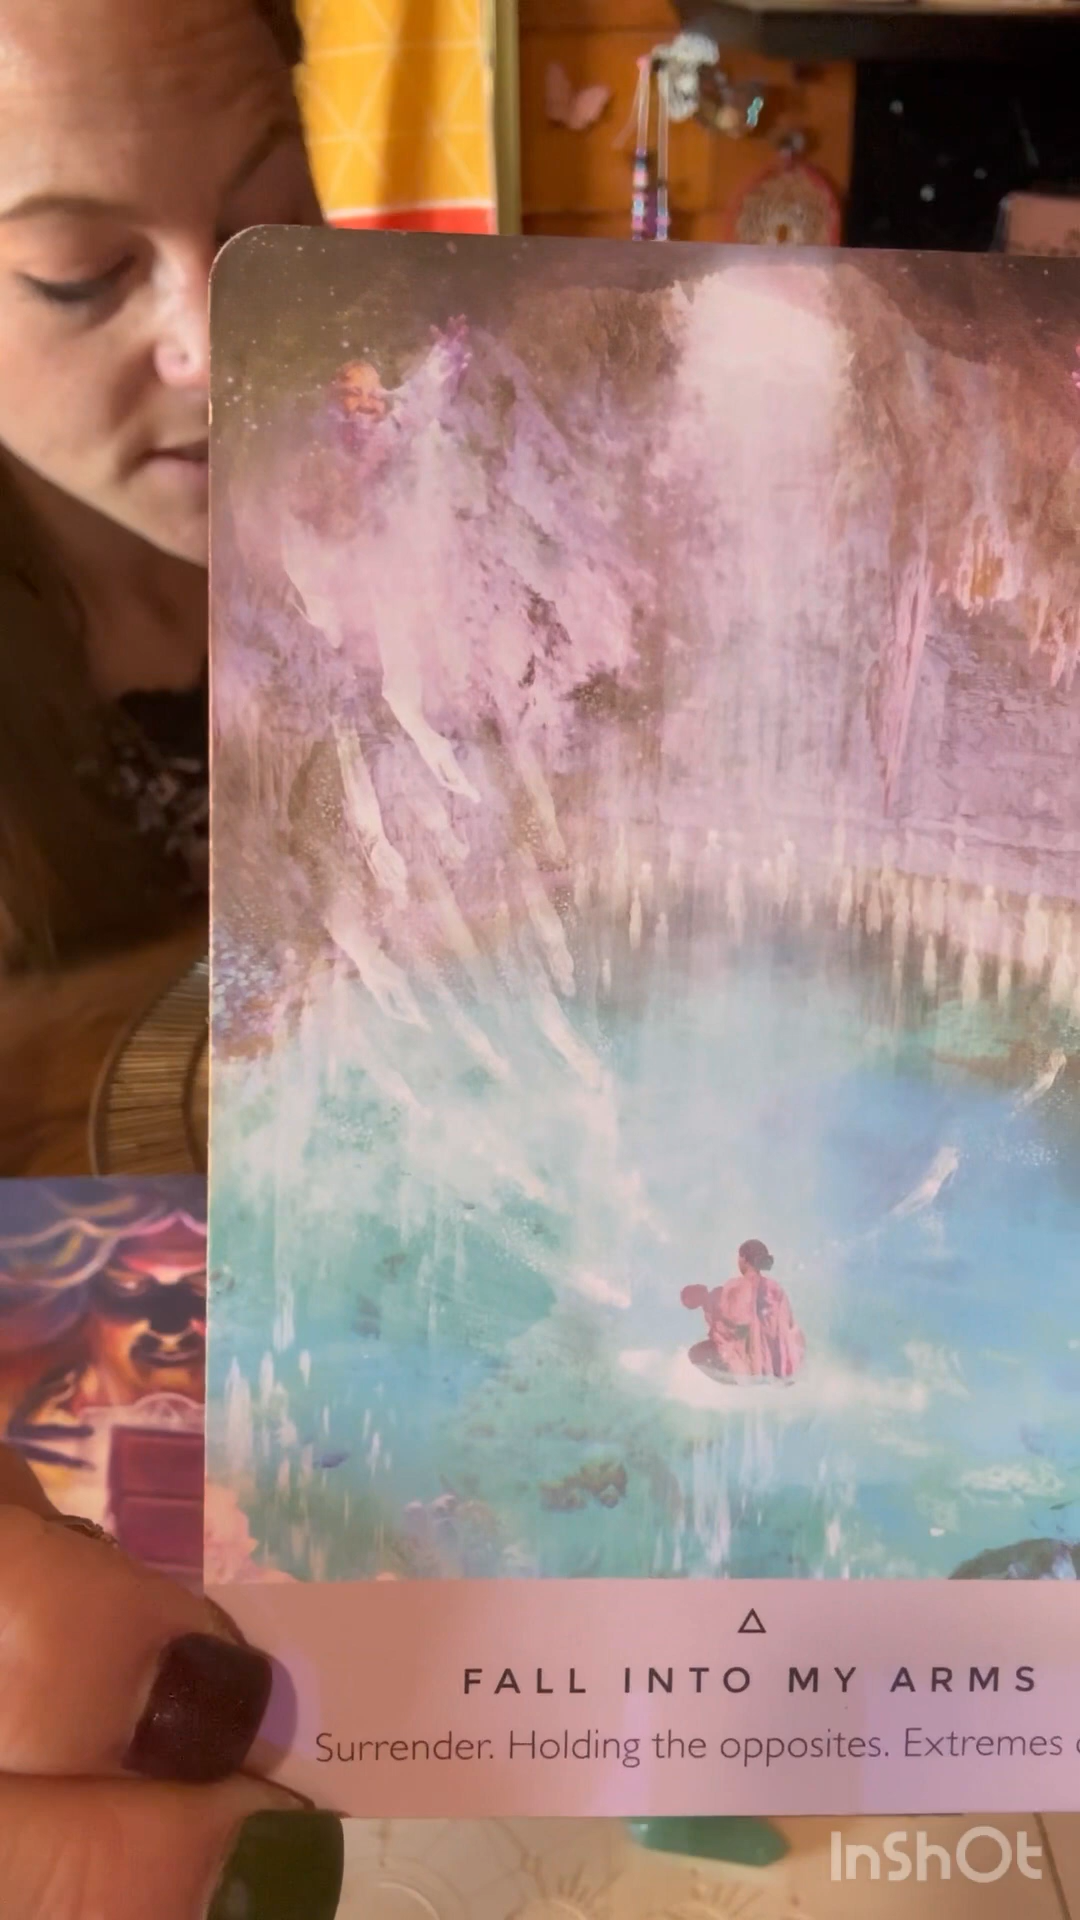 FALL INTO MY ARMS
Surrender. Holding the opposites. Extremes
InShOt